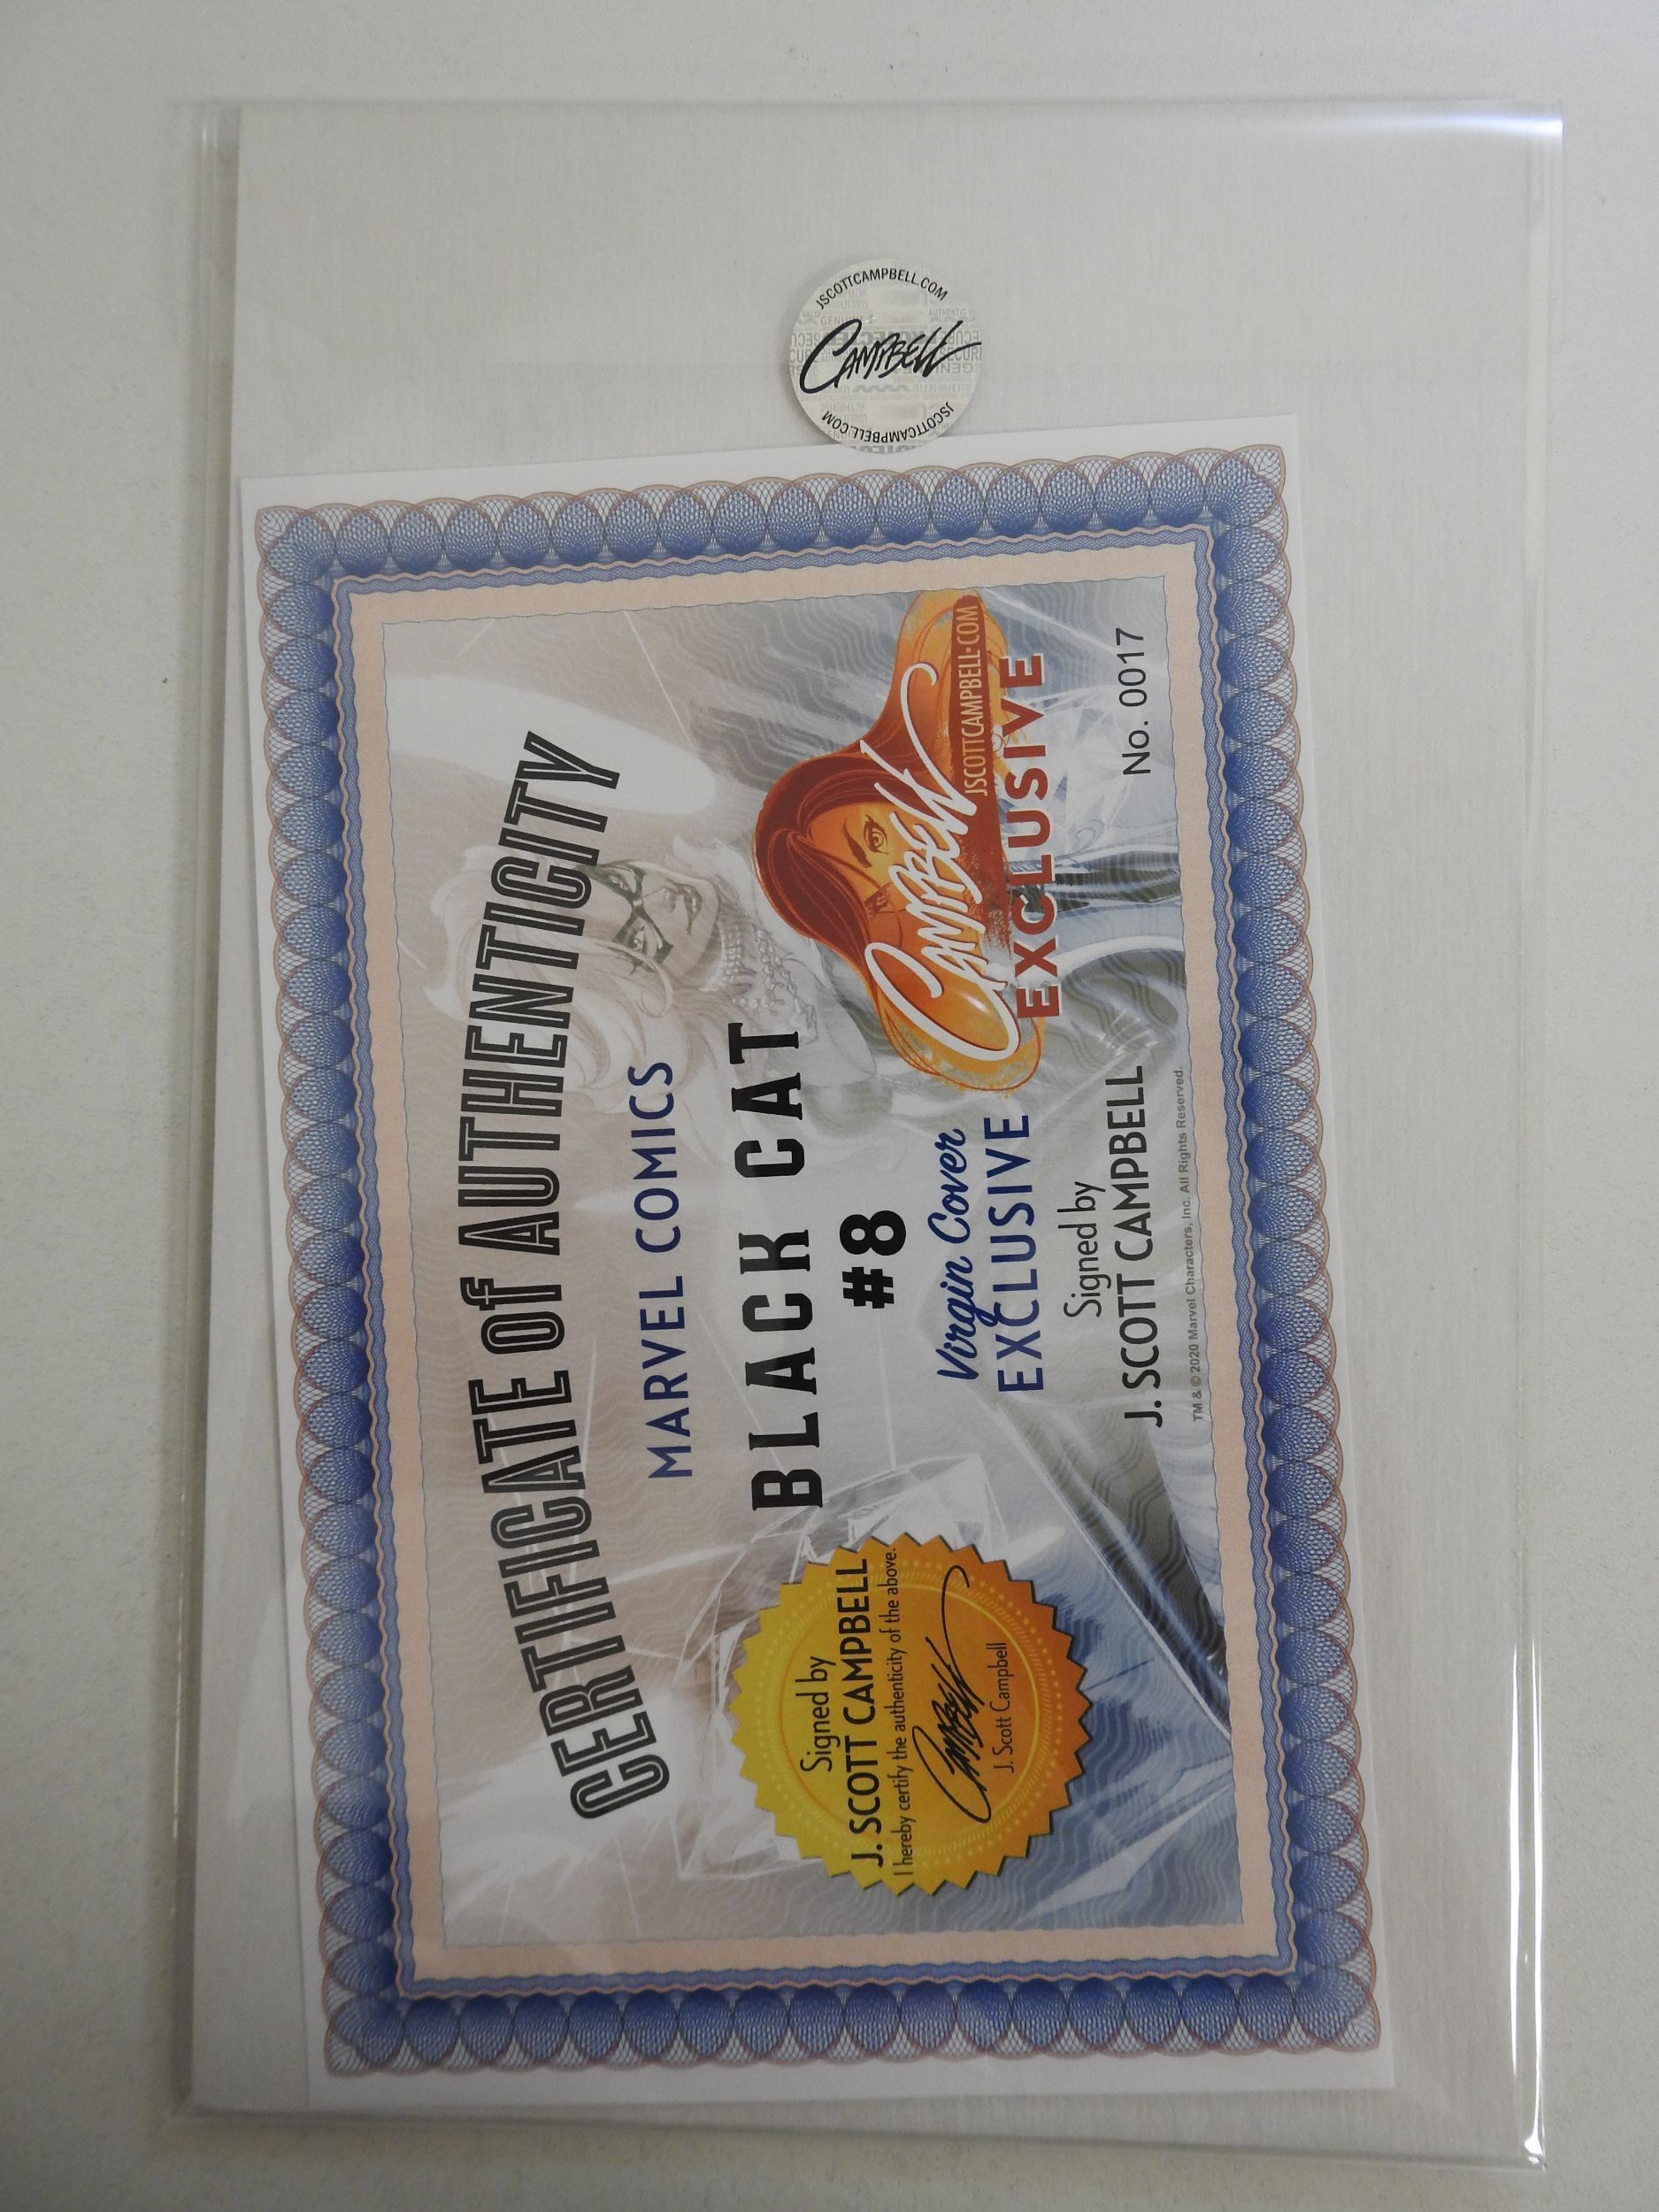 JSCOTTCAMPBELL.COM
CAMPBELL
JSCOTTCAMPBELL.COM
CERTIFICATE of AUTHENTICITY
MARVEL COMICS
BLACK CAT
#8
Virgin Cover
EXCLUSIVE
Signed by
J. SCOTT CAMPBELL
TM & © 2020 Marvel Characters, Inc. All Rights Reserved.
Signed by
J. SCOTT CAMPBELL
I hereby certify the authenticity of the above.
CAMPBELL
J. Scott Campbell
CAMPBELL
JSCOTTCAMPBELL.COM
EXCLUSIVE
No. 0017